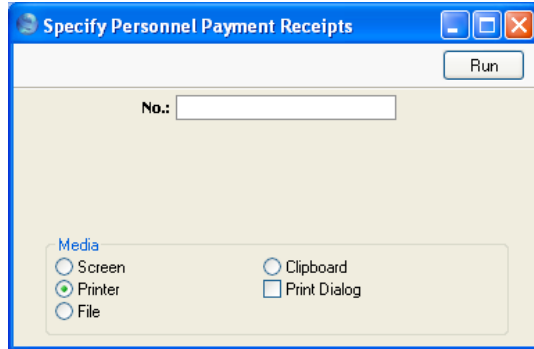 Specify Personnel Payment Receipts
Run
No.:
Media
Screen
Clipboard
Printer
Print Dialog
File